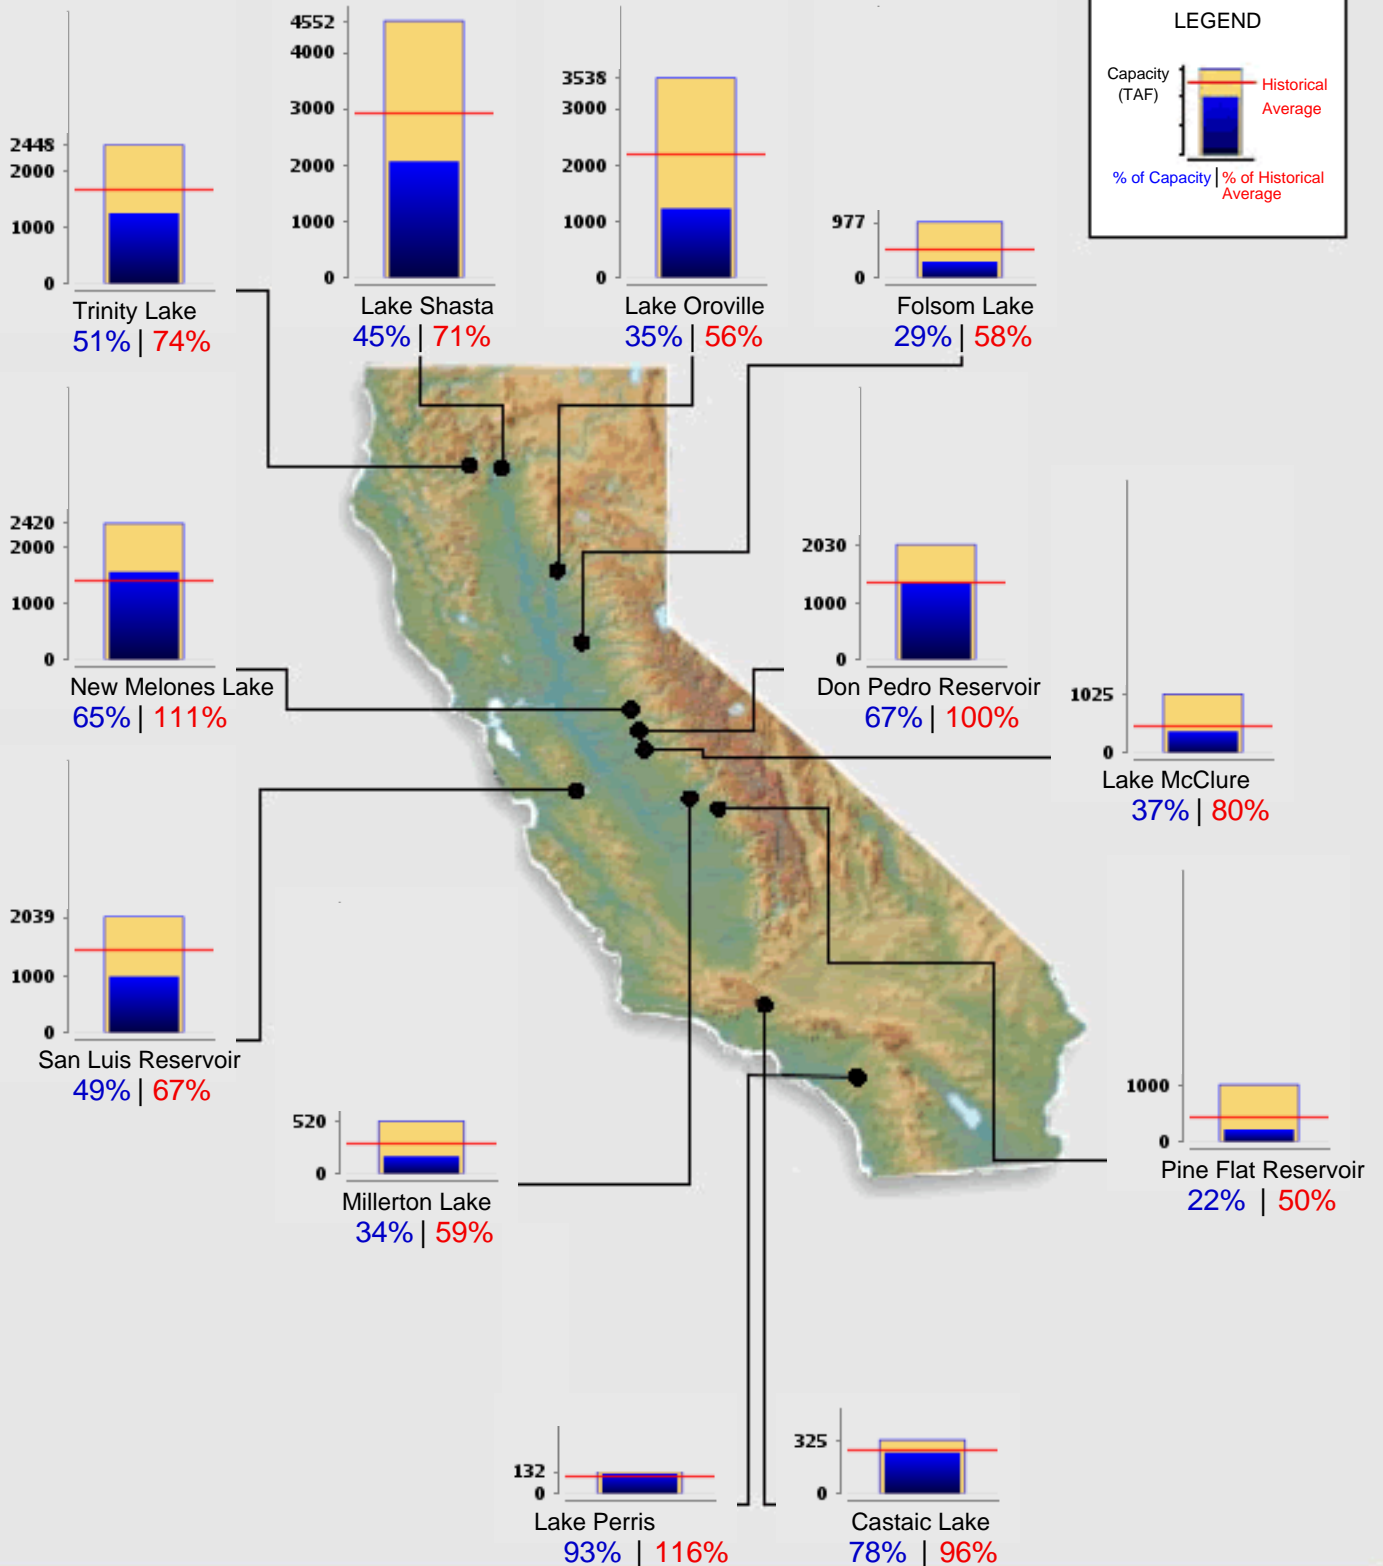 LEGEND
Capacity
(TAF)
Historical
Average
% of Capacity | % of Historical
Average
4552
4000
3000
2000
1000
0
Lake Shasta
45% | 71%
3538
3000
2000
1000
0
Lake Oroville
35% | 56%
2448
2000
1000
0
Trinity Lake
51% | 74%
977
0
Folsom Lake
29% | 58%
2420
2000
1000
0
New Melones Lake
65% | 111%
2030
1000
0
Don Pedro Reservoir
67% | 100%
1025
0
Lake McClure
37% | 80%
2039
1000
0
San Luis Reservoir
49% | 67%
520
0
Millerton Lake
34% | 59%
1000
0
Pine Flat Reservoir
22% | 50%
132
0
Lake Perris
93% | 116%
325
0
Castaic Lake
78% | 96%